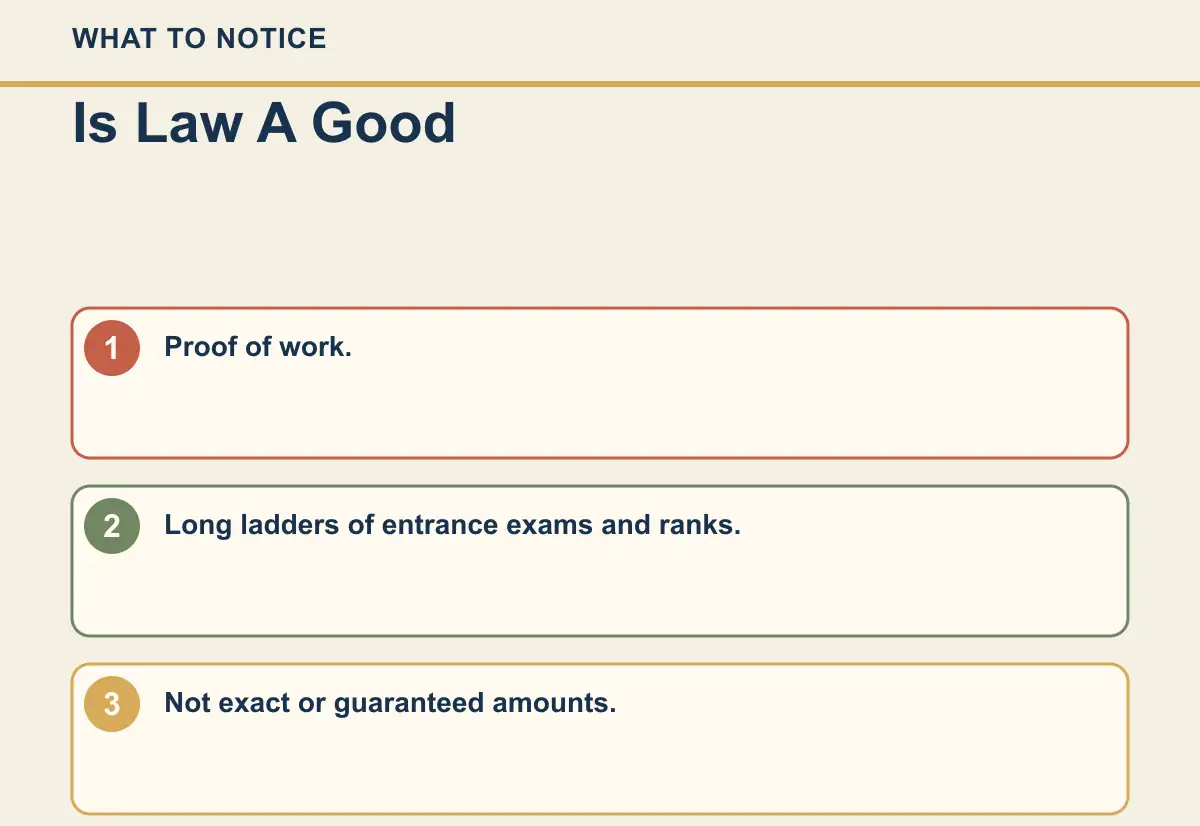 WHAT TO NOTICE
Is Law A Good
1
Proof of work.
2
Long ladders of entrance exams and ranks.
3
Not exact or guaranteed amounts.